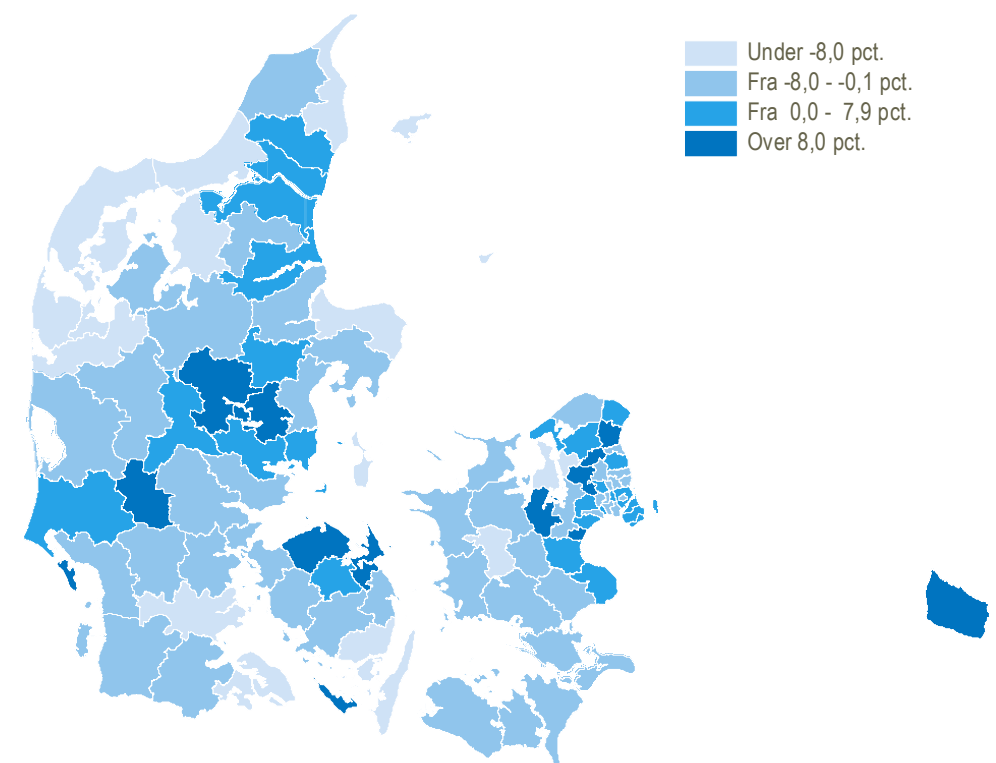 Under -8,0 pct.
Fra -8,0 - -0,1 pct.
Fra  0,0 -  7,9 pct.
Over 8,0 pct.